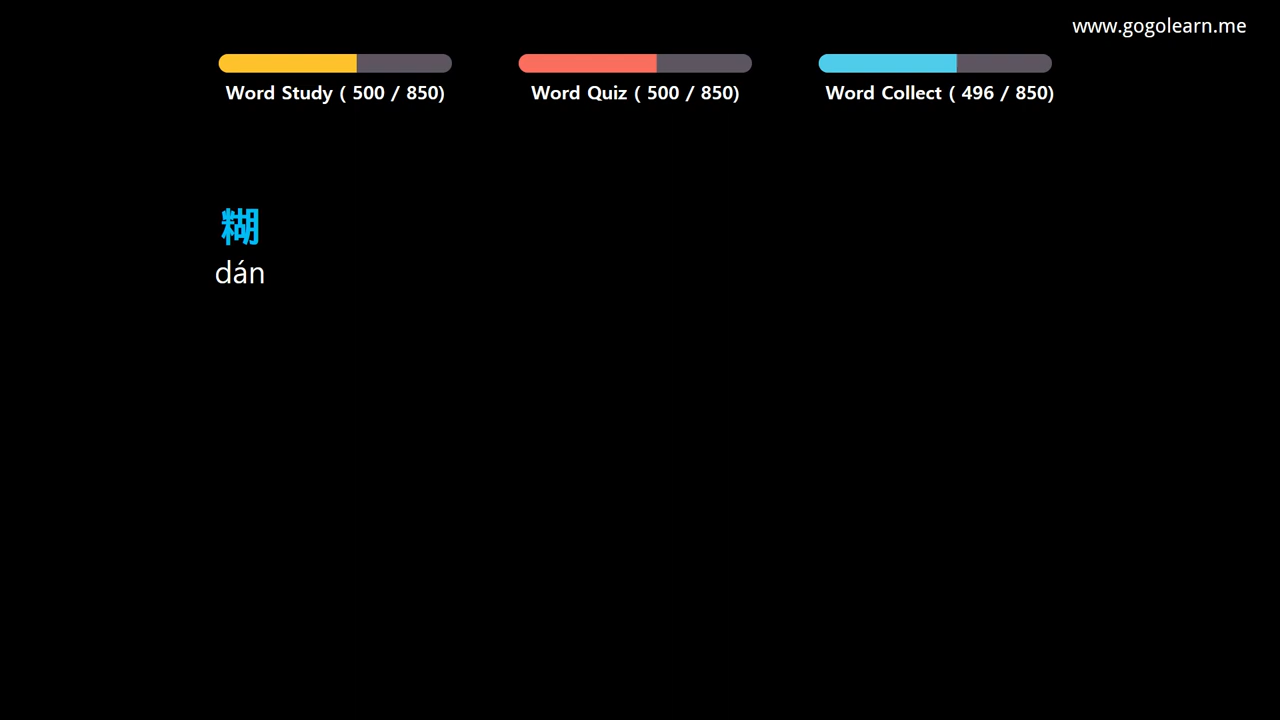 www.gogolearn.me
Word Study ( 500 / 850)
Word Quiz ( 500 / 850)
Word Collect ( 496 / 850)
糊
dán